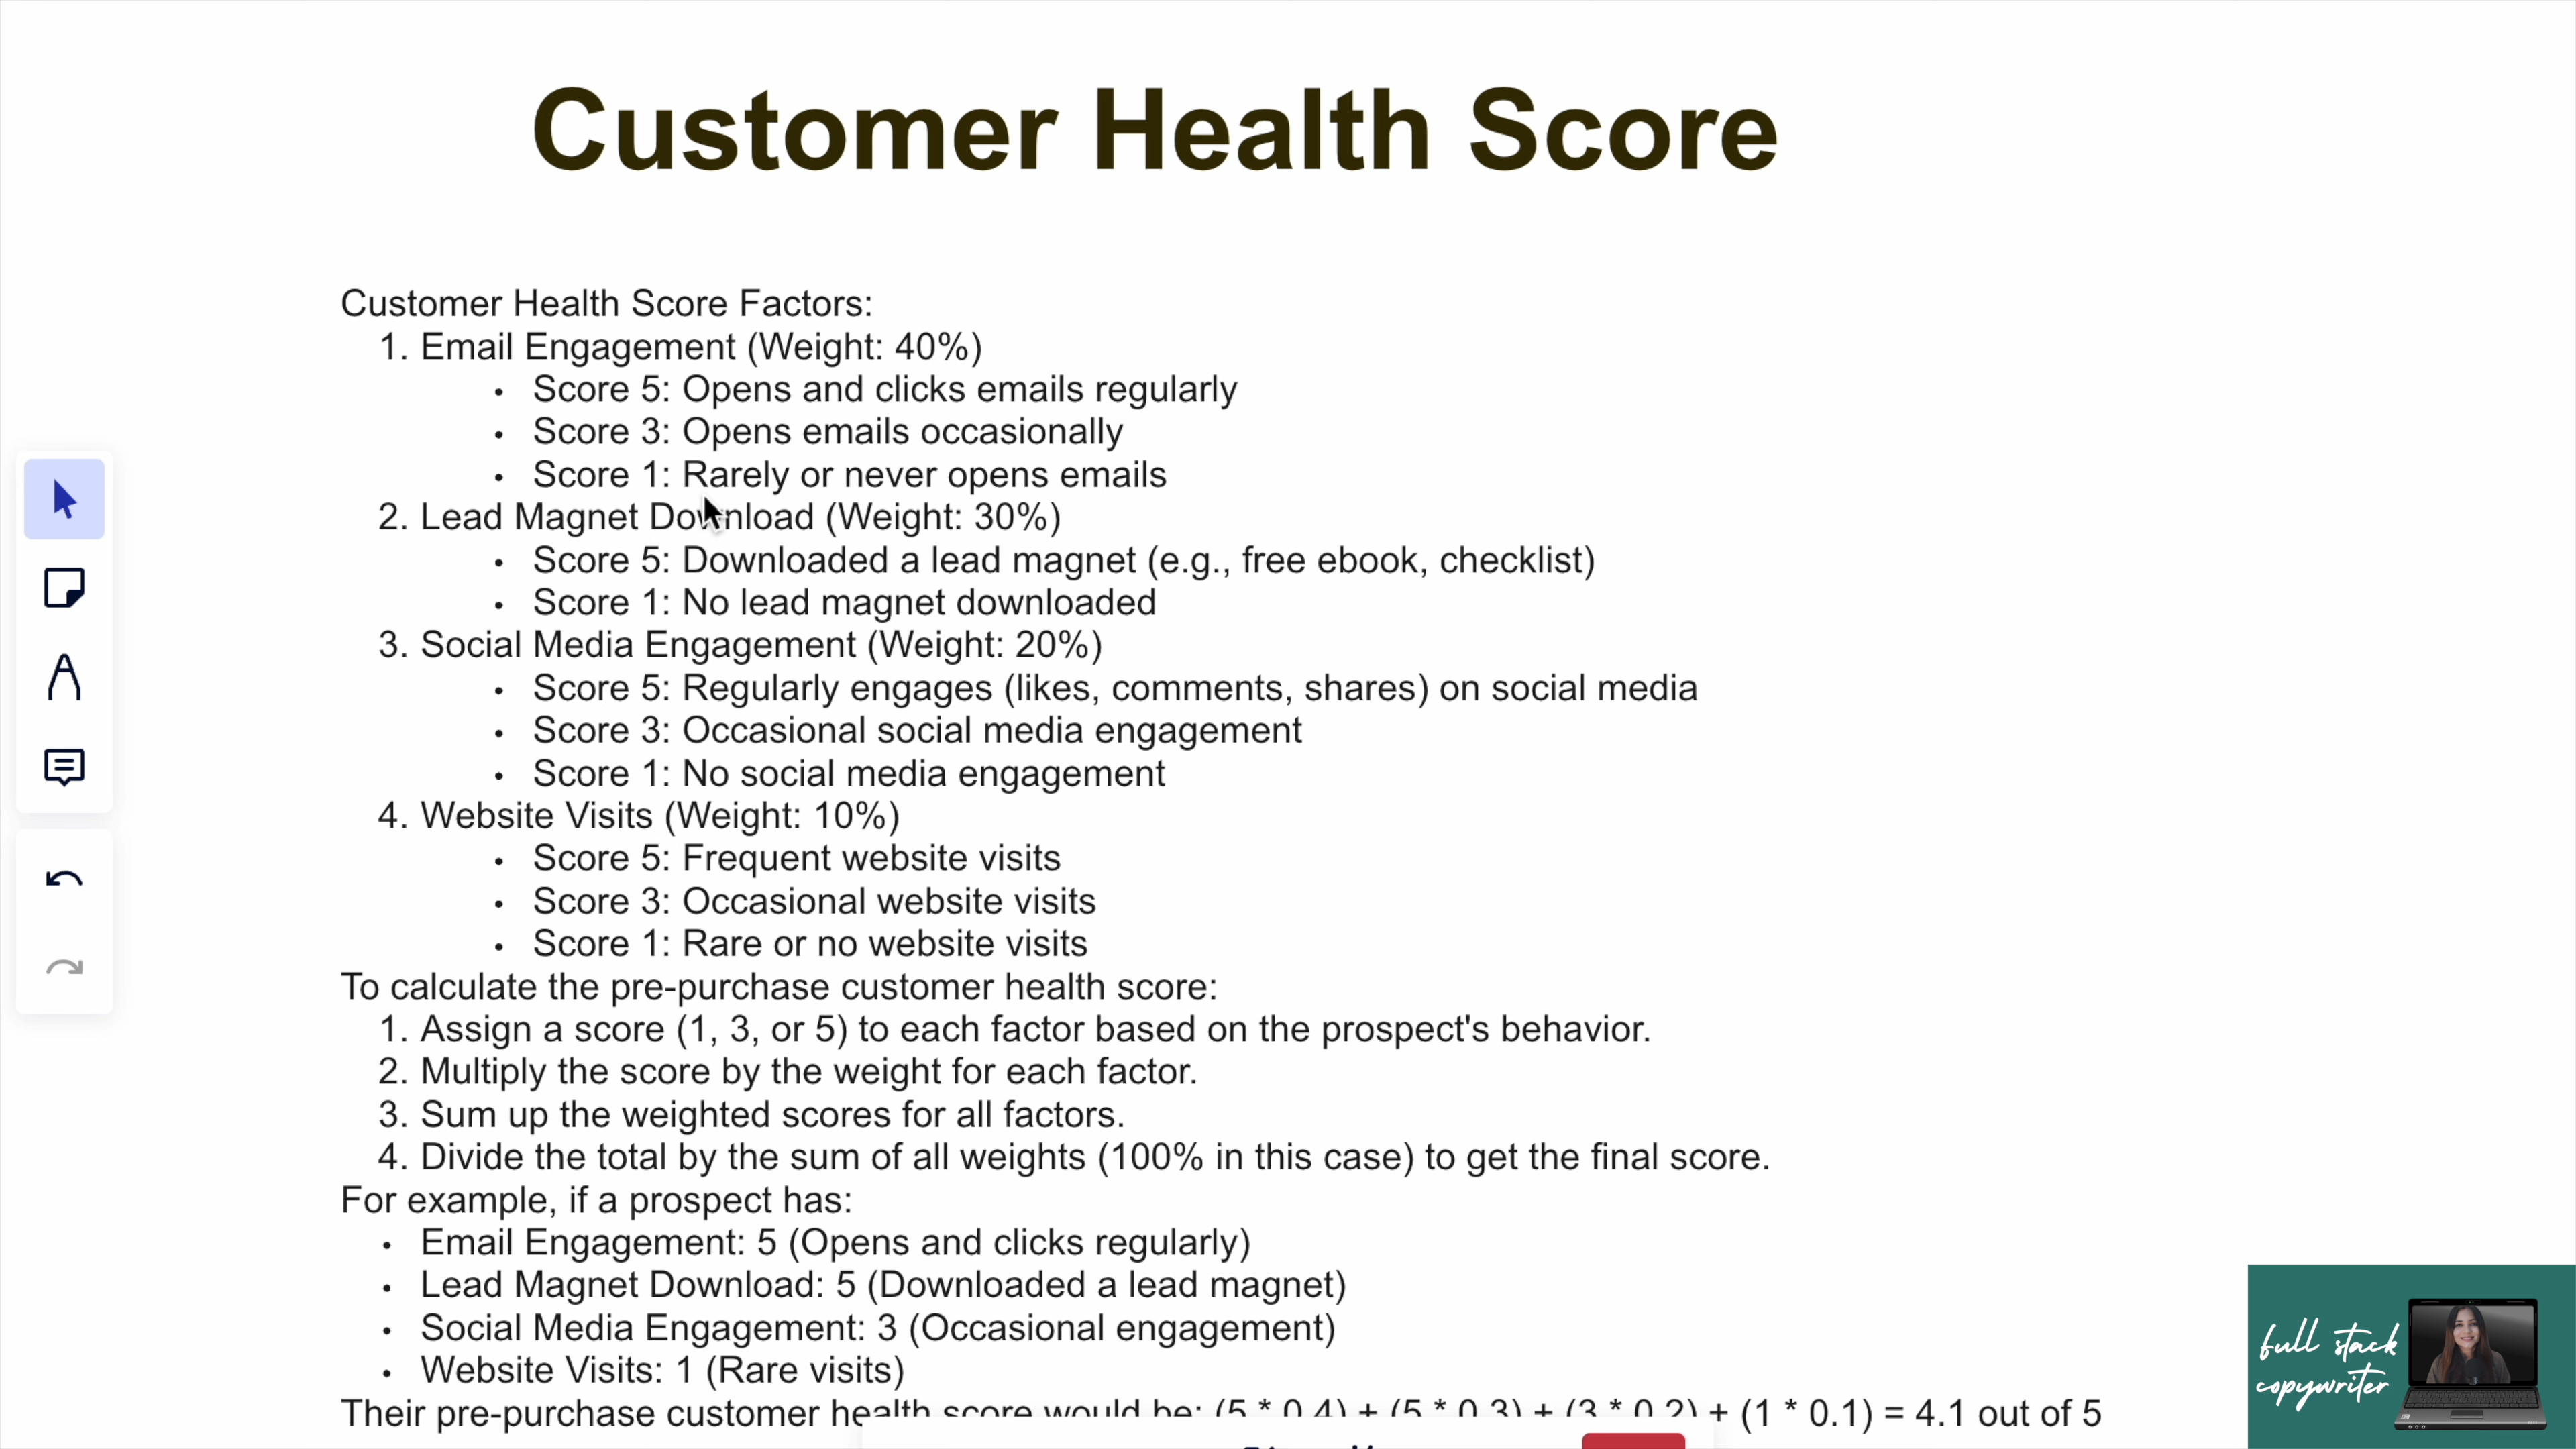 Customer Health Score
Customer Health Score Factors:
1. Email Engagement (Weight: 40%)
• Score 5: Opens and clicks emails regularly
• Score 3: Opens emails occasionally
• Score 1: Rarely or never opens emails
2. Lead Magnet Download (Weight: 30%)
• Score 5: Downloaded a lead magnet (e.g., free ebook, checklist)
• Score 1: No lead magnet downloaded
3. Social Media Engagement (Weight: 20%)
• Score 5: Regularly engages (likes, comments, shares) on social media
• Score 3: Occasional social media engagement
• Score 1: No social media engagement
4. Website Visits (Weight: 10%)
• Score 5: Frequent website visits
• Score 3: Occasional website visits
• Score 1: Rare or no website visits
To calculate the pre-purchase customer health score:
1. Assign a score (1, 3, or 5) to each factor based on the prospect's behavior.
2. Multiply the score by the weight for each factor.
3. Sum up the weighted scores for all factors.
4. Divide the total by the sum of all weights (100% in this case) to get the final score.
For example, if a prospect has:
• Email Engagement: 5 (Opens and clicks regularly)
• Lead Magnet Download: 5 (Downloaded a lead magnet)
• Social Media Engagement: 3 (Occasional engagement)
• Website Visits: 1 (Rare visits)
Their pre-purchase customer health score would be: (5 * 0.4) + (5 * 0.3) + (3 * 0.2) + (1 * 0.1) = 4.1 out of 5
full stack
copywriter